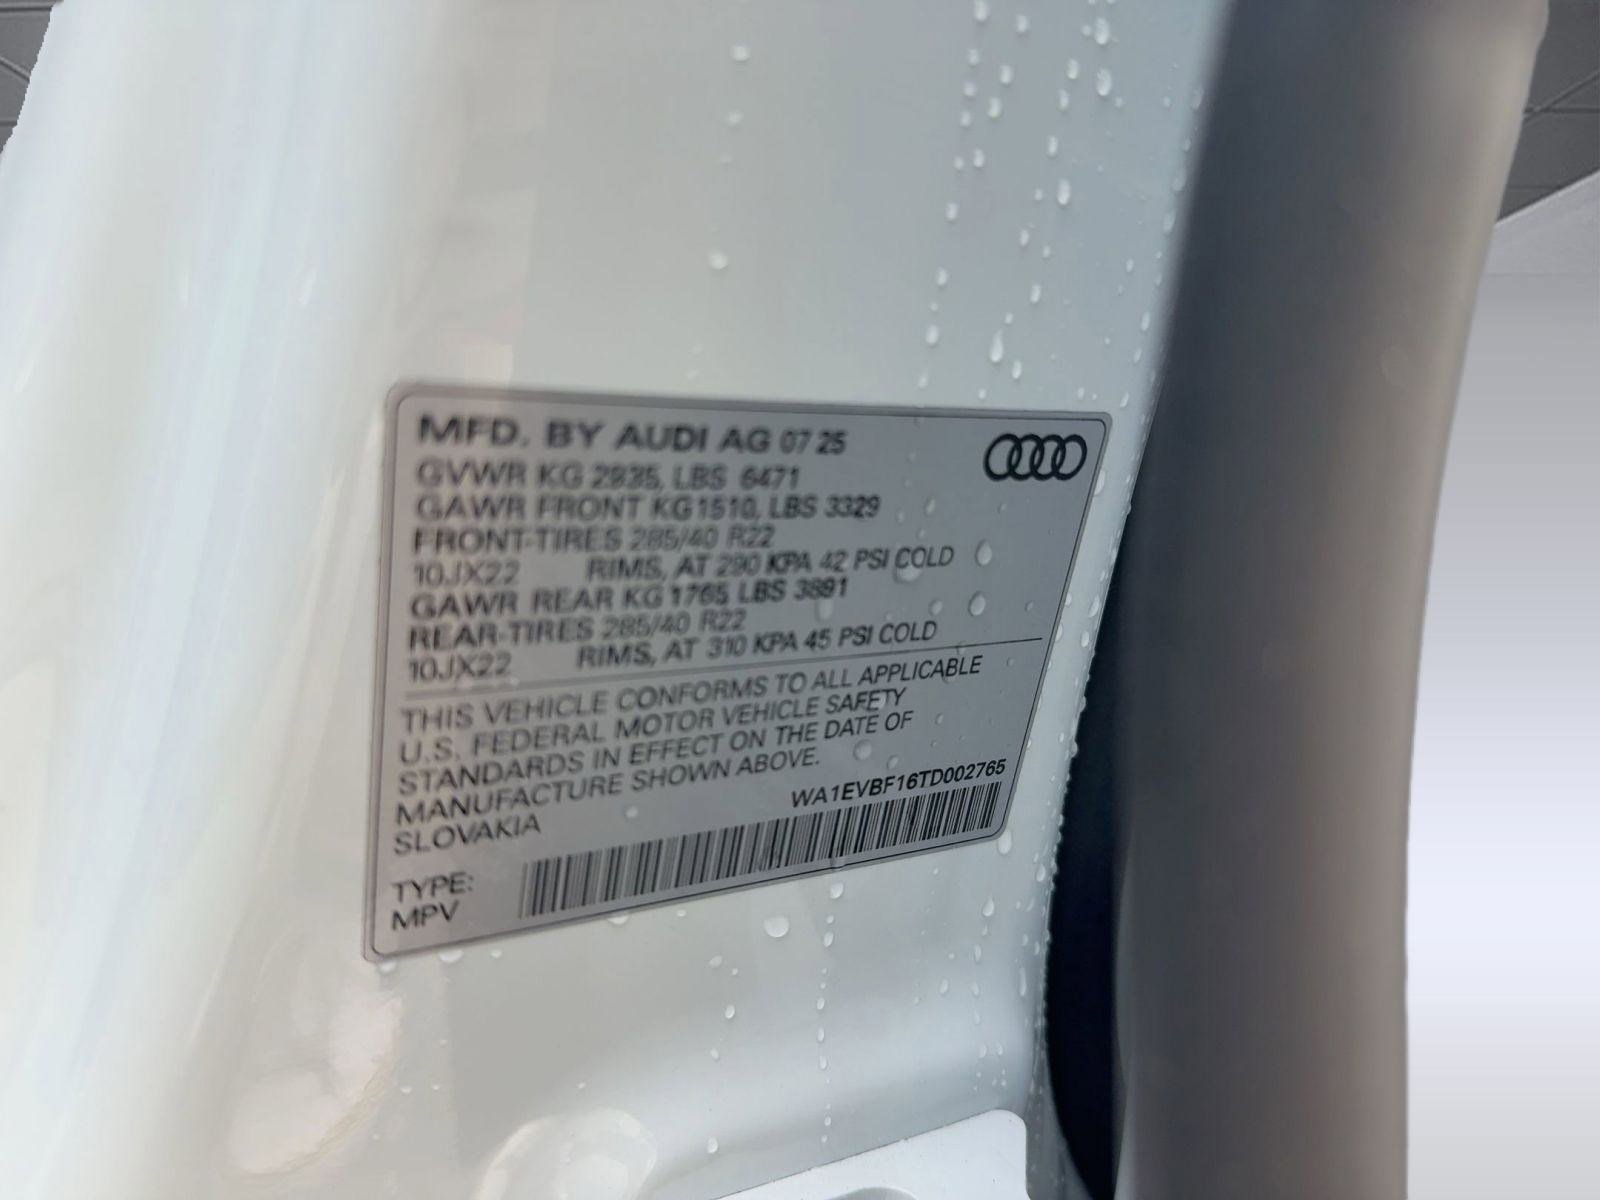 MFD. BY AUDI AG 07 25
GVWR KG 2935, LBS 6471
GAWR FRONT KG1510, LBS 3329
FRONT-TIRES 285/40 R22
10JX22 RIMS, AT 290 KPA 42 PSI COLD
GAWR REAR KG 1765 LBS 3891
REAR-TIRES 285/40 R22
10JX22 RIMS, AT 310 KPA 45 PSI COLD
THIS VEHICLE CONFORMS TO ALL APPLICABLE
U.S. FEDERAL MOTOR VEHICLE SAFETY
STANDARDS IN EFFECT ON THE DATE OF
MANUFACTURE SHOWN ABOVE.
SLOVAKIA
WA1EVBF16TD002765
TYPE:
MPV